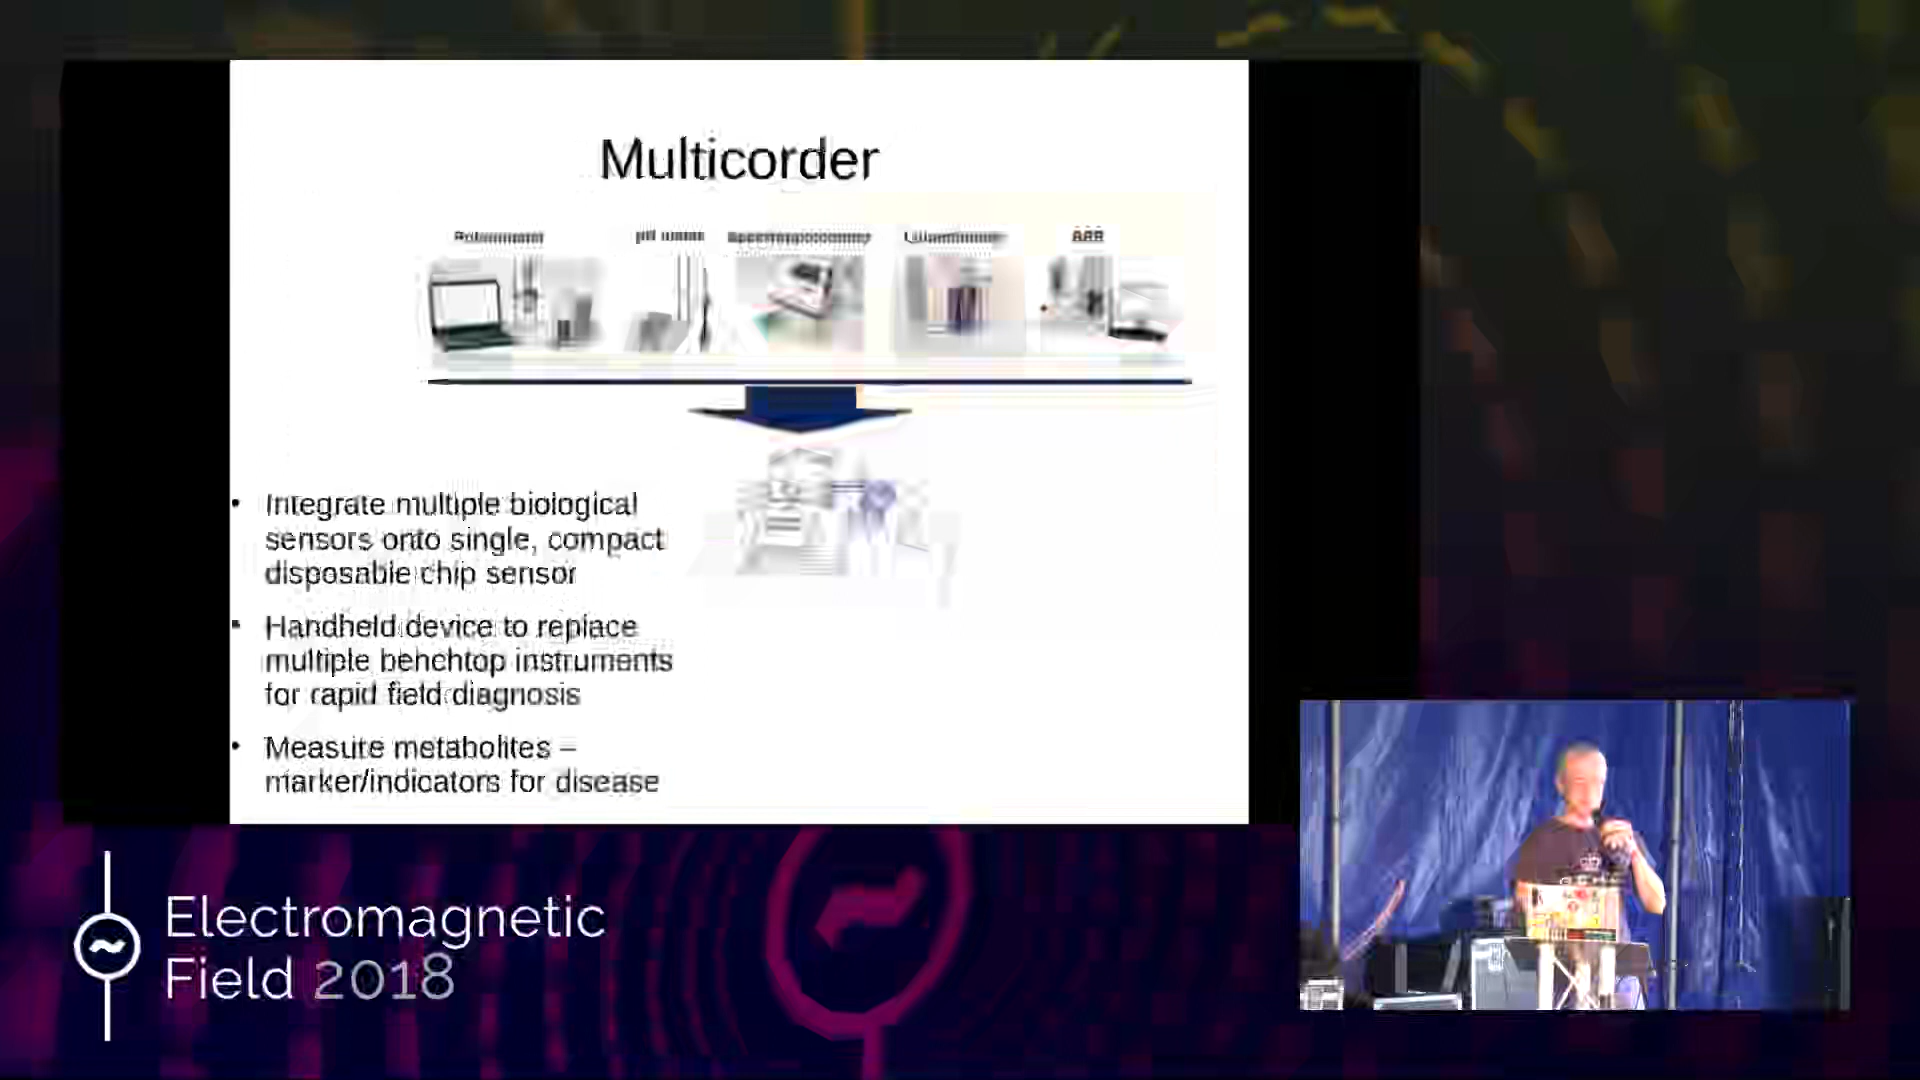 Multicorder
pH meter
• Integrate multiple biological
sensors onto single, compact
disposable chip sensor
• Handheld device to replace
multiple benchtop instruments
for rapid field diagnosis
• Measure metabolites –
marker/indicators for disease
Electromagnetic
Field 2018